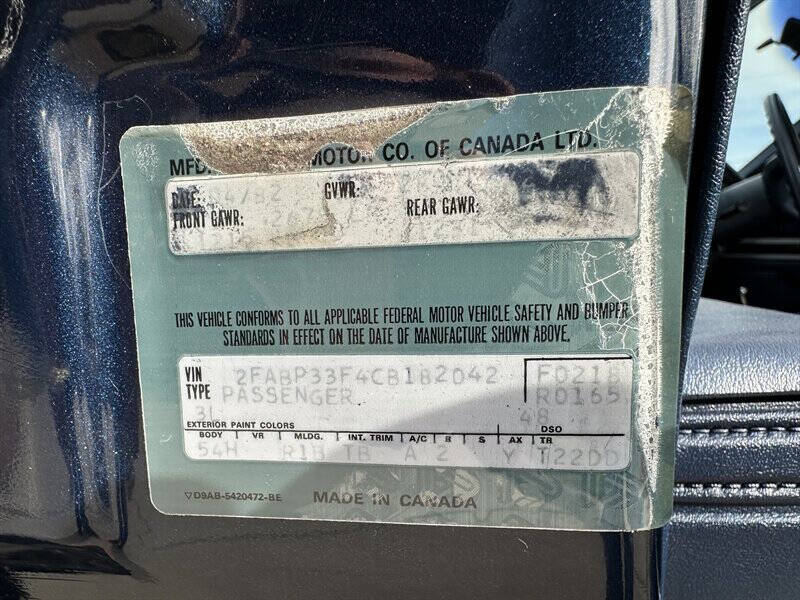 MFD. MOTOR CO. OF CANADA LTD.
DATE: GVWR:
FRONT GAWR: REAR GAWR:
THIS VEHICLE CONFORMS TO ALL APPLICABLE FEDERAL MOTOR VEHICLE SAFETY AND BUMPER
STANDARDS IN EFFECT ON THE DATE OF MANUFACTURE SHOWN ABOVE.
VIN 2FABP33F4CB182042 F0218
TYPE PASSENGER R0165
3L 48
EXTERIOR PAINT COLORS DSO
BODY VR MLDG. INT. TRIM A/C R S AX TR
54H R1B TB A 2 Y T22DD
▽D9AB-5420472-BE MADE IN CANADA